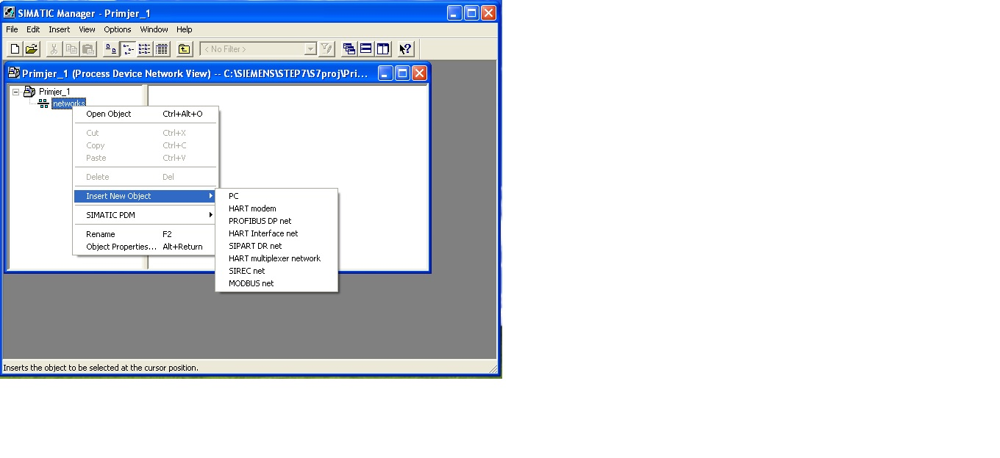 SIMATIC Manager - Primjer_1
File Edit Insert View Options Window Help
< No Filter >
Primjer_1 (Process Device Network View) -- C:\SIEMENS\STEP7\S7proj\Pri...
Primjer_1
networks
Open Object Ctrl+Alt+O
Cut Ctrl+X
Copy Ctrl+C
Paste Ctrl+V
Delete Del
Insert New Object
SIMATIC PDM
Rename F2
Object Properties... Alt+Return
PC
HART modem
PROFIBUS DP net
HART Interface net
SIPART DR net
HART multiplexer network
SIREC net
MODBUS net
Inserts the object to be selected at the cursor position.